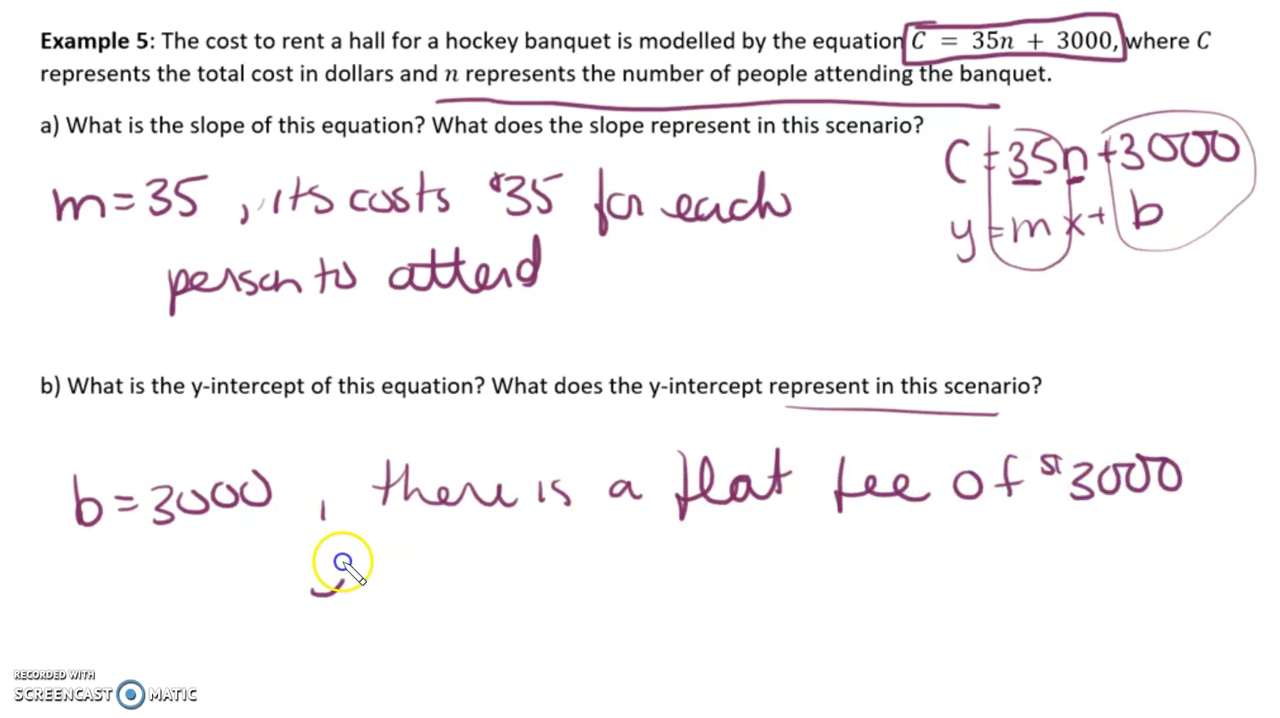 Example 5: The cost to rent a hall for a hockey banquet is modelled by the equation C = 35n + 3000, where C
represents the total cost in dollars and n represents the number of people attending the banquet.
a) What is the slope of this equation? What does the slope represent in this scenario?
C = 35n + 3000
y = mx + b
m = 35 , its costs $35 for each
person to attend
b) What is the y-intercept of this equation? What does the y-intercept represent in this scenario?
b = 3000 , there is a flat fee of $3000
RECORDED WITH
SCREENCAST MATIC